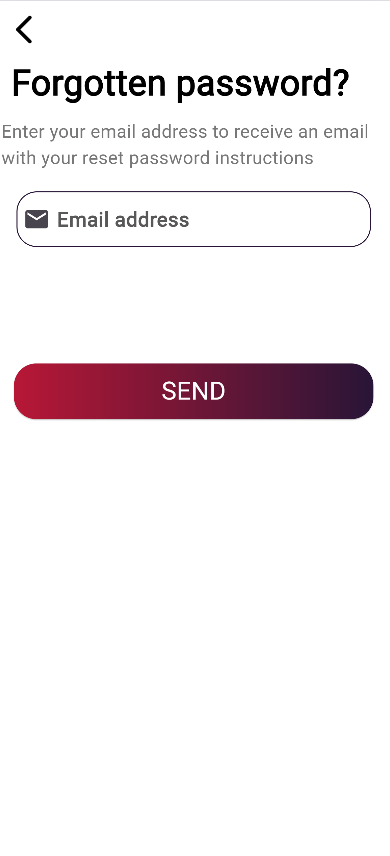 Forgotten password?
Enter your email address to receive an email
with your reset password instructions
Email address
SEND